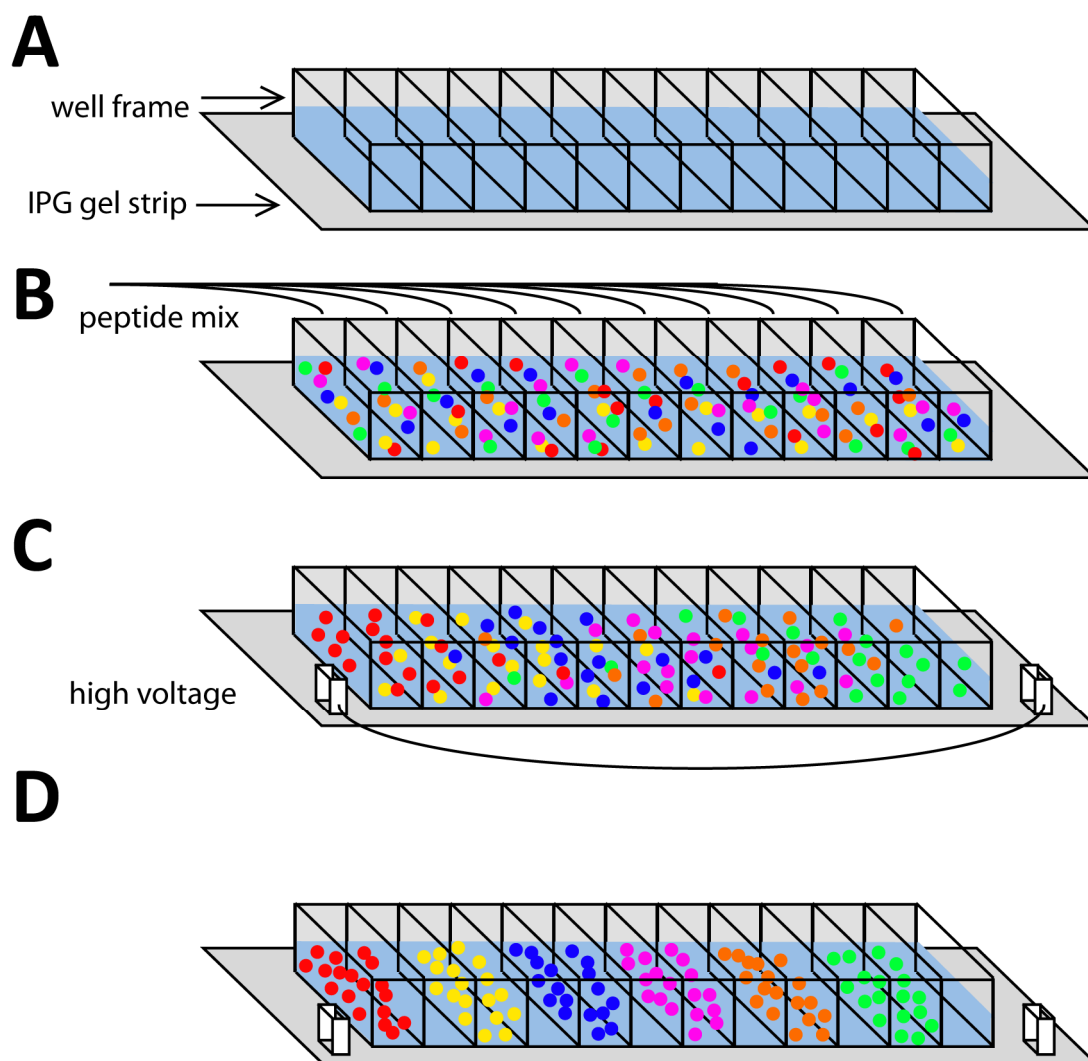 A
well frame
IPG gel strip
B
peptide mix
C
high voltage
D